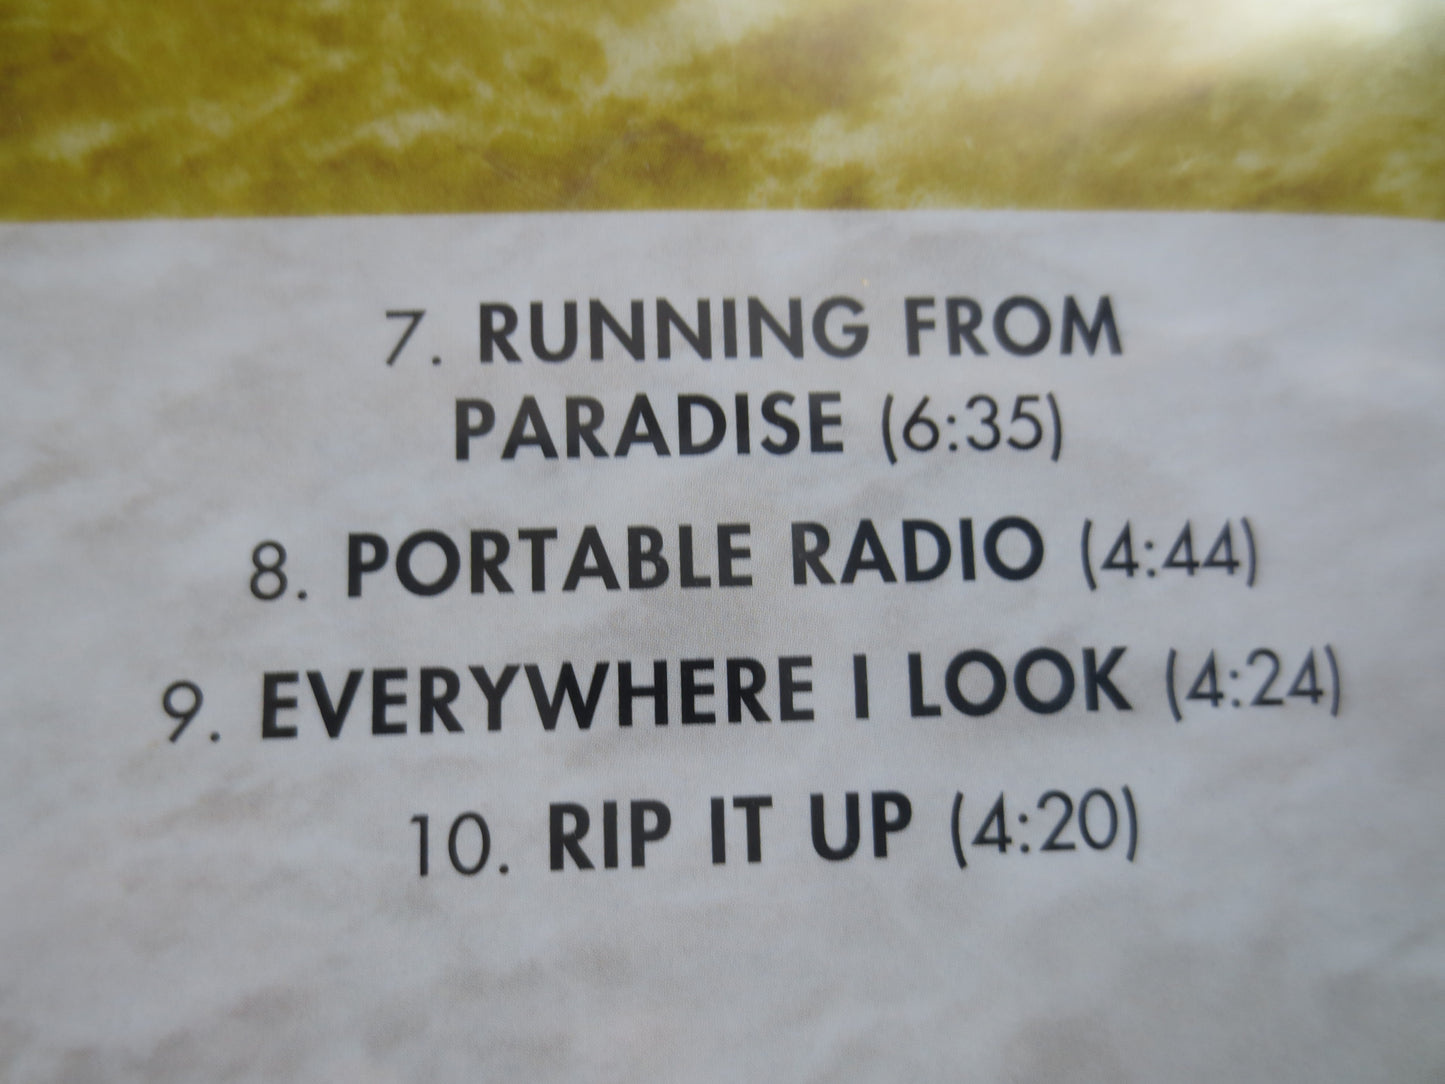 7. RUNNING FROM
PARADISE (6:35)
8. PORTABLE RADIO (4:44)
9. EVERYWHERE I LOOK (4:24)
10. RIP IT UP (4:20)